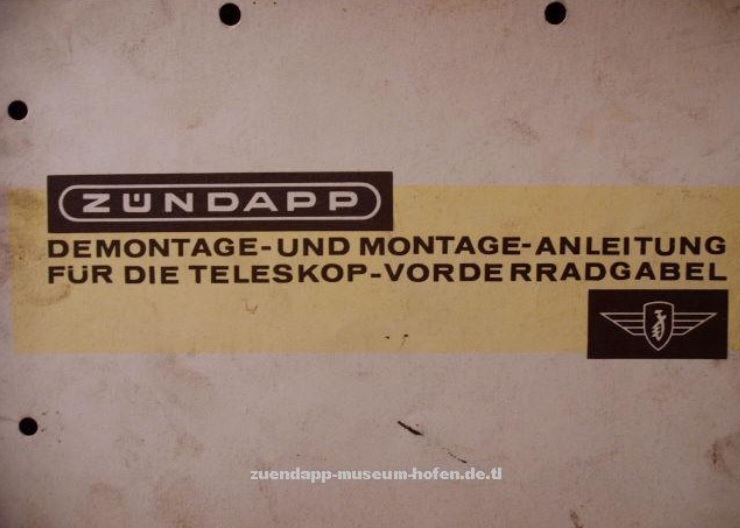 ZÜNDAPP
DEMONTAGE-UND MONTAGE-ANLEITUNG
FÜR DIE TELESKOP-VORDERRADGABEL
zuendapp-museum-hofen.de.tl